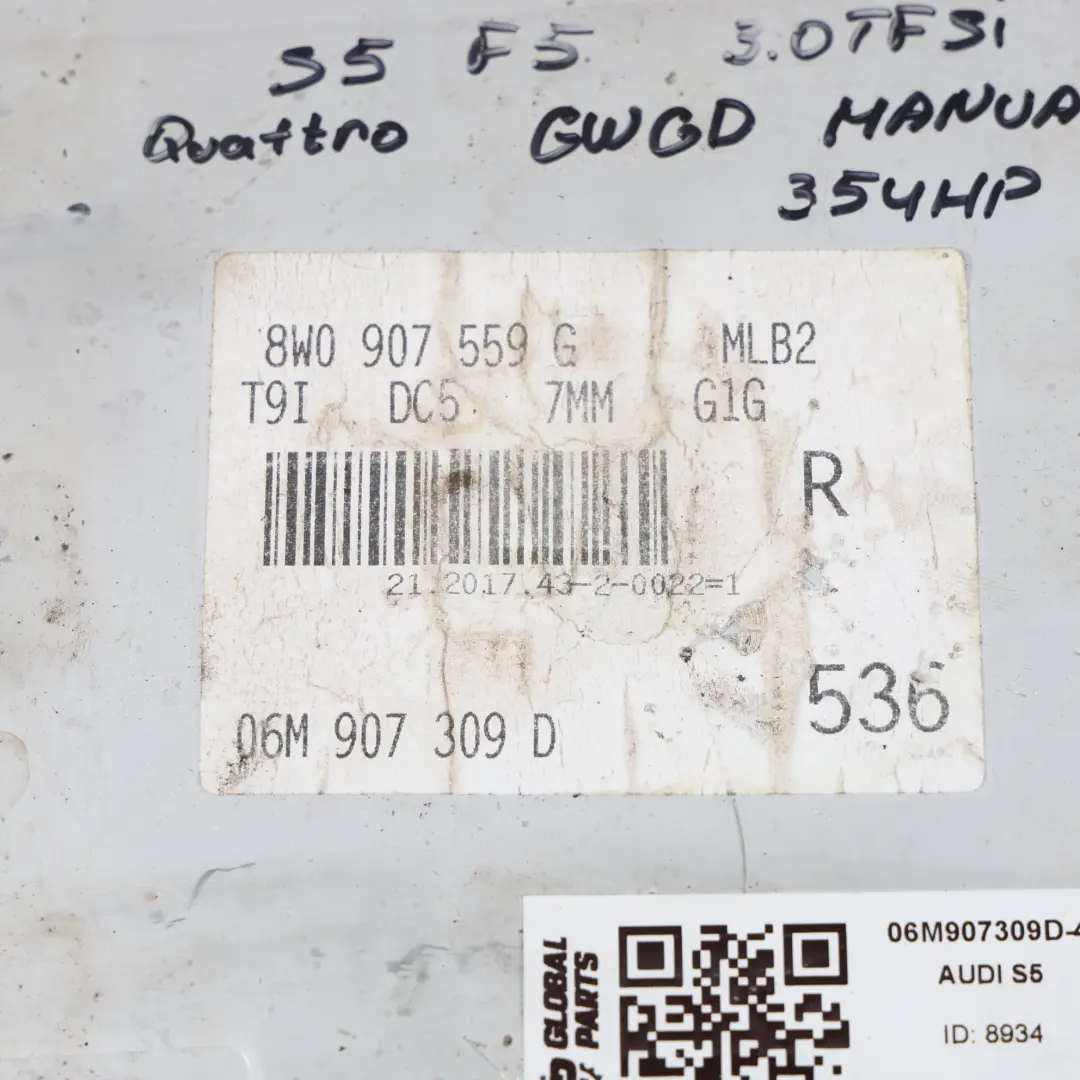 S5 F5 3.0TFSi
Quattro GWGD MANUA
354HP
8W0 907 559 G MLB2
T9I DC5 7MM G1G
R
21.2017.43-2-0022=1
536
06M 907 309 D
GLOBAL
PARTS
06M907309D-4
AUDI S5
ID: 8934